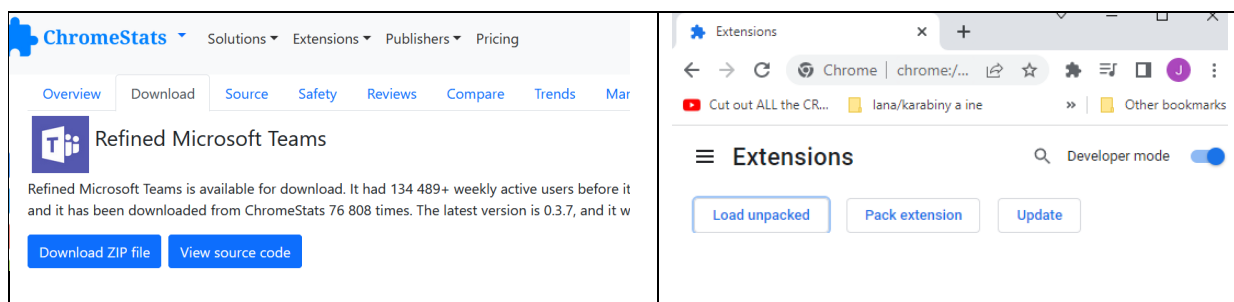 ChromeStats Solutions Extensions Publishers Pricing
Overview Download Source Safety Reviews Compare Trends Mar
Refined Microsoft Teams
Refined Microsoft Teams is available for download. It had 134 489+ weekly active users before it
and it has been downloaded from ChromeStats 76 808 times. The latest version is 0.3.7, and it w
Download ZIP file View source code
Extensions
Chrome | chrome:/... J
Cut out ALL the CR... lana/karabiny a ine » Other bookmarks
Extensions Developer mode
Load unpacked Pack extension Update